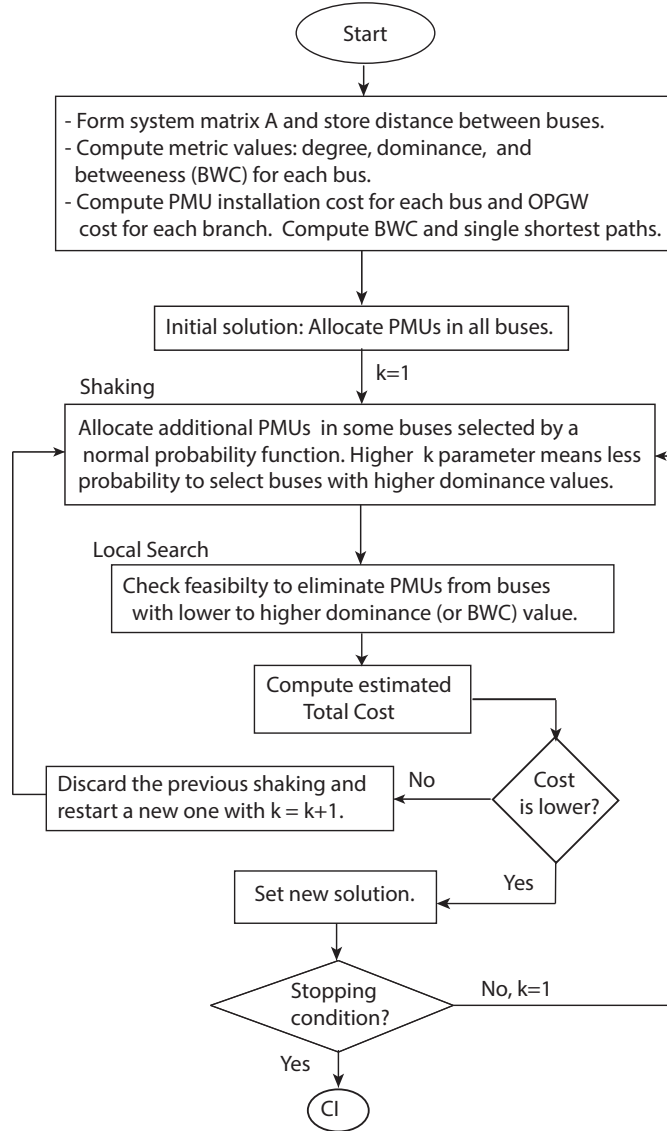 Start
- Form system matrix A and store distance between buses.
- Compute metric values: degree, dominance, and
betweeness (BWC) for each bus.
- Compute PMU installation cost for each bus and OPGW
cost for each branch. Compute BWC and single shortest paths.
Initial solution: Allocate PMUs in all buses.
k=1
Shaking
Allocate additional PMUs in some buses selected by a
normal probability function. Higher k parameter means less
probability to select buses with higher dominance values.
Local Search
Check feasibilty to eliminate PMUs from buses
with lower to higher dominance (or BWC) value.
Compute estimated
Total Cost
Cost
is lower?
No
Discard the previous shaking and
restart a new one with k = k+1.
Yes
Set new solution.
Stopping
condition?
No, k=1
Yes
CI